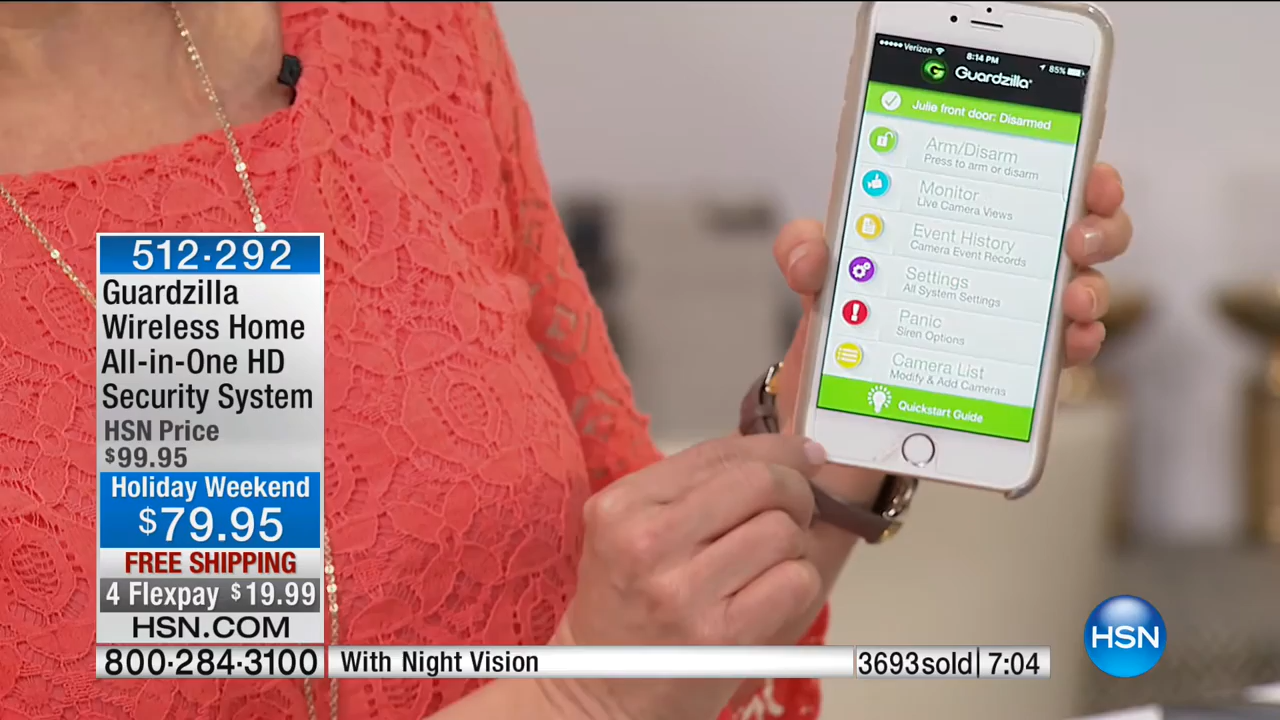 512-292
Guardzilla
Wireless Home
All-in-One HD
Security System
HSN Price
$99.95
Holiday Weekend
$79.95
FREE SHIPPING
4 Flexpay $19.99
HSN.COM
800-284-3100
With Night Vision
3693sold
7:04
HSN
Verizon
8:14 PM
85%
G
Guardzilla
Julie front door: Disarmed
Arm/Disarm
Press to arm or disarm
Monitor
Live Camera Views
Event History
Camera Event Records
Settings
All System Settings
Panic
Siren Options
Camera List
Modify & Add Cameras
Quickstart Guide